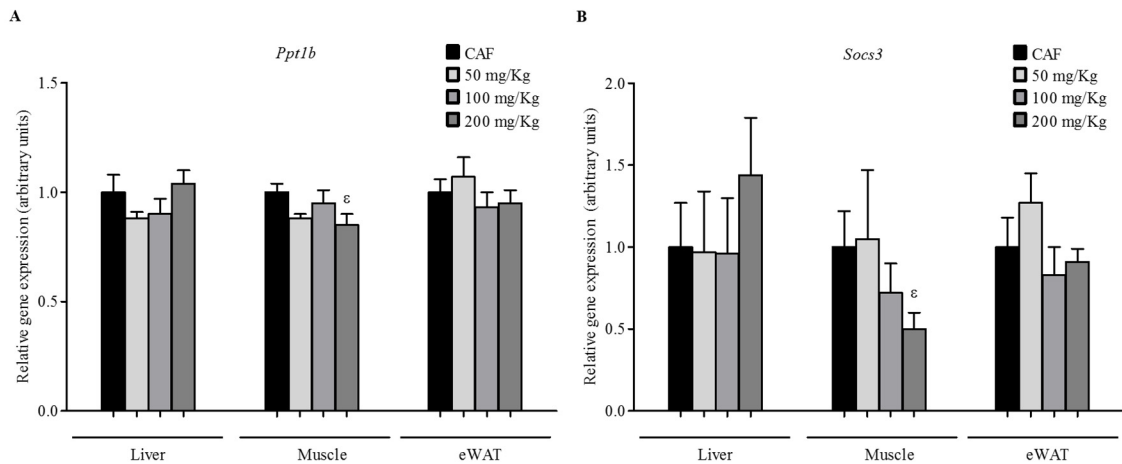 A
Ppt1b
CAF
50 mg/Kg
100 mg/Kg
200 mg/Kg
Relative gene expression (arbitrary units)
1.5
1.0
0.5
0.0
ε
Liver
Muscle
eWAT
B
Socs3
CAF
50 mg/Kg
100 mg/Kg
200 mg/Kg
Relative gene expression (arbitrary units)
2.0
1.5
1.0
0.5
0.0
ε
Liver
Muscle
eWAT